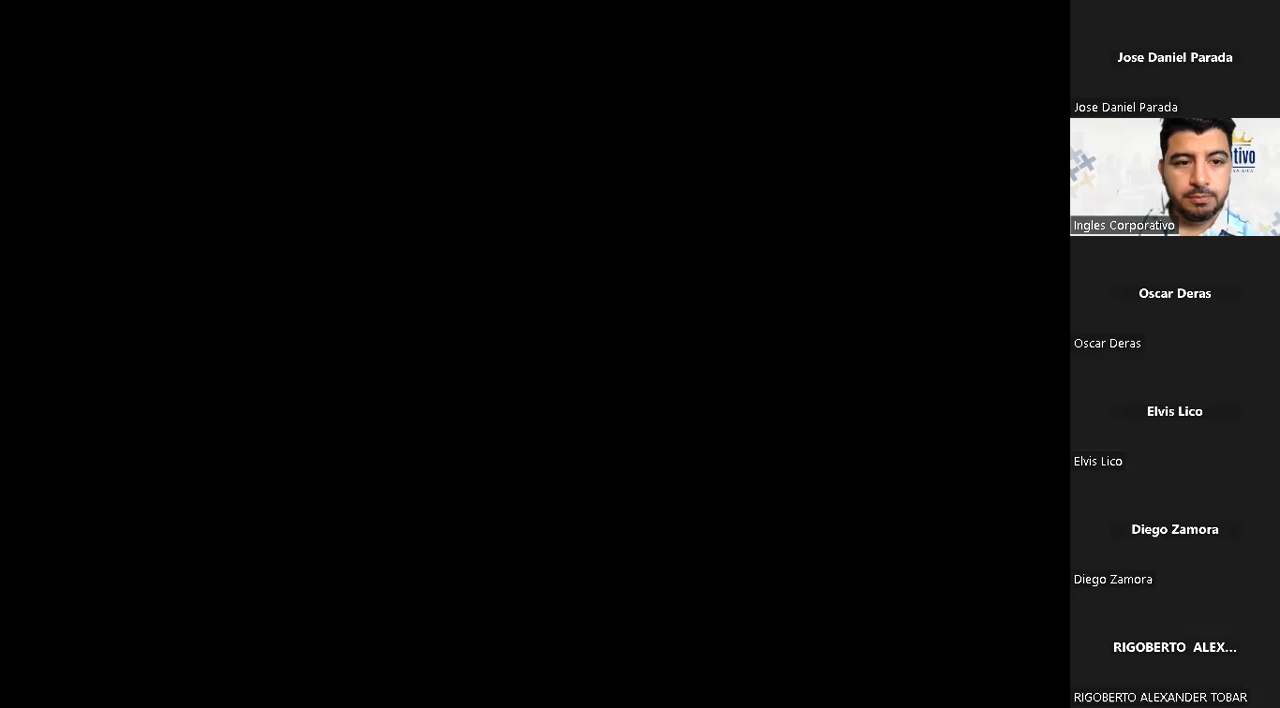 Jose Daniel Parada
Jose Daniel Parada
tivo
Ingles Corporativo
Oscar Deras
Oscar Deras
Elvis Lico
Elvis Lico
Diego Zamora
Diego Zamora
RIGOBERTO ALEX...
RIGOBERTO ALEXANDER TOBAR